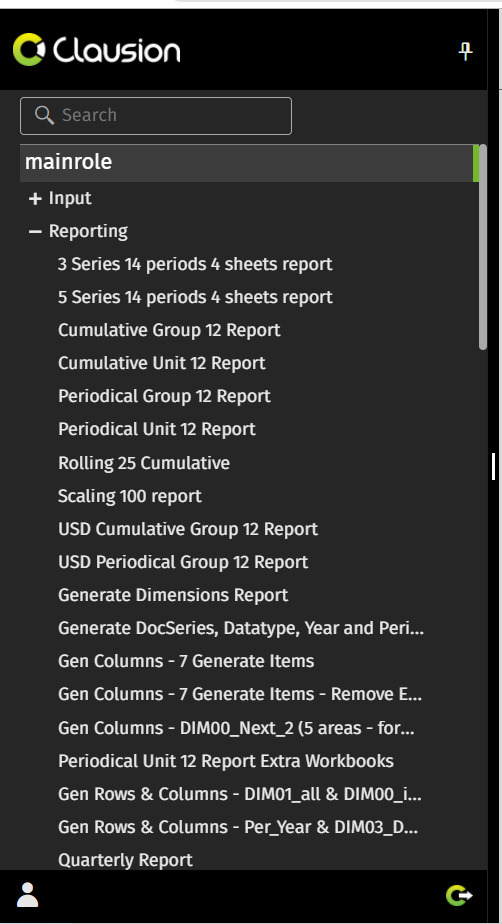 Clausion
Search
mainrole
+ Input
− Reporting
3 Series 14 periods 4 sheets report
5 Series 14 periods 4 sheets report
Cumulative Group 12 Report
Cumulative Unit 12 Report
Periodical Group 12 Report
Periodical Unit 12 Report
Rolling 25 Cumulative
Scaling 100 report
USD Cumulative Group 12 Report
USD Periodical Group 12 Report
Generate Dimensions Report
Generate DocSeries, Datatype, Year and Peri...
Gen Columns - 7 Generate Items
Gen Columns - 7 Generate Items - Remove E...
Gen Columns - DIM00_Next_2 (5 areas - for...
Periodical Unit 12 Report Extra Workbooks
Gen Rows & Columns - DIM01_all & DIM00_i...
Gen Rows & Columns - Per_Year & DIM03_D...
Quarterly Report